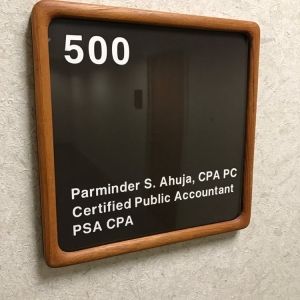 500
Parminder S. Ahuja, CPA PC
Certified Public Accountant
PSA CPA